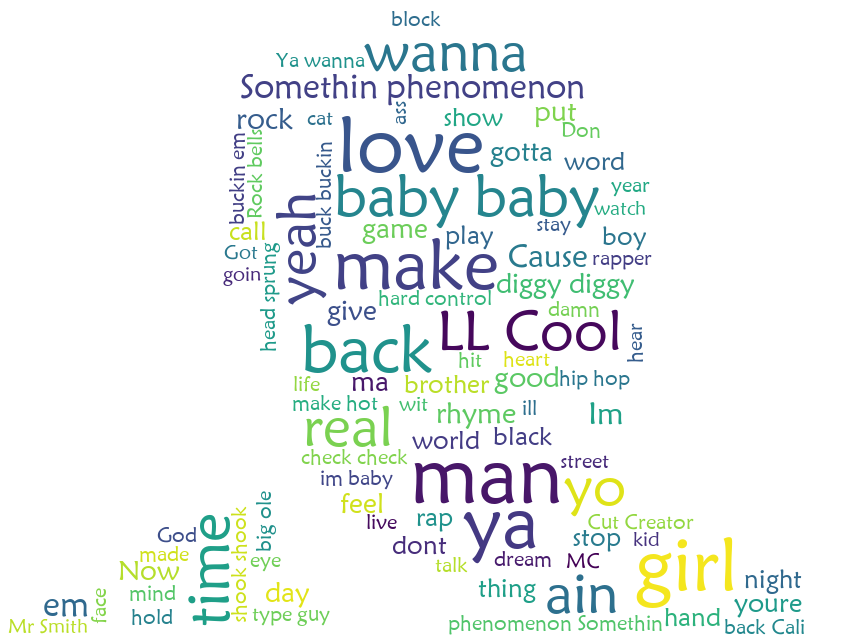 block
Ya wanna wanna
Somethin phenomenon
rock cat ass show put
Don
love gotta word
buckin em
Rock bells
buck buckin
yeah
baby baby year
watch
call game play stay boy
Got
goin
head sprung
make Cause rapper
diggy diggy
hard control
give damn
LL Cool
hear
back hit heart
life ma brother good hip hop
make hot wit rhyme ill Im
real world black
check check
im baby man street
yo
feel
live rap ya Cut Creator
God time shook shook big ole dont stop kid
made eye talk dream MC girl
Now
mind day thing ain night
em face hold type guy youre
Mr Smith phenomenon Somethin hand back Cali